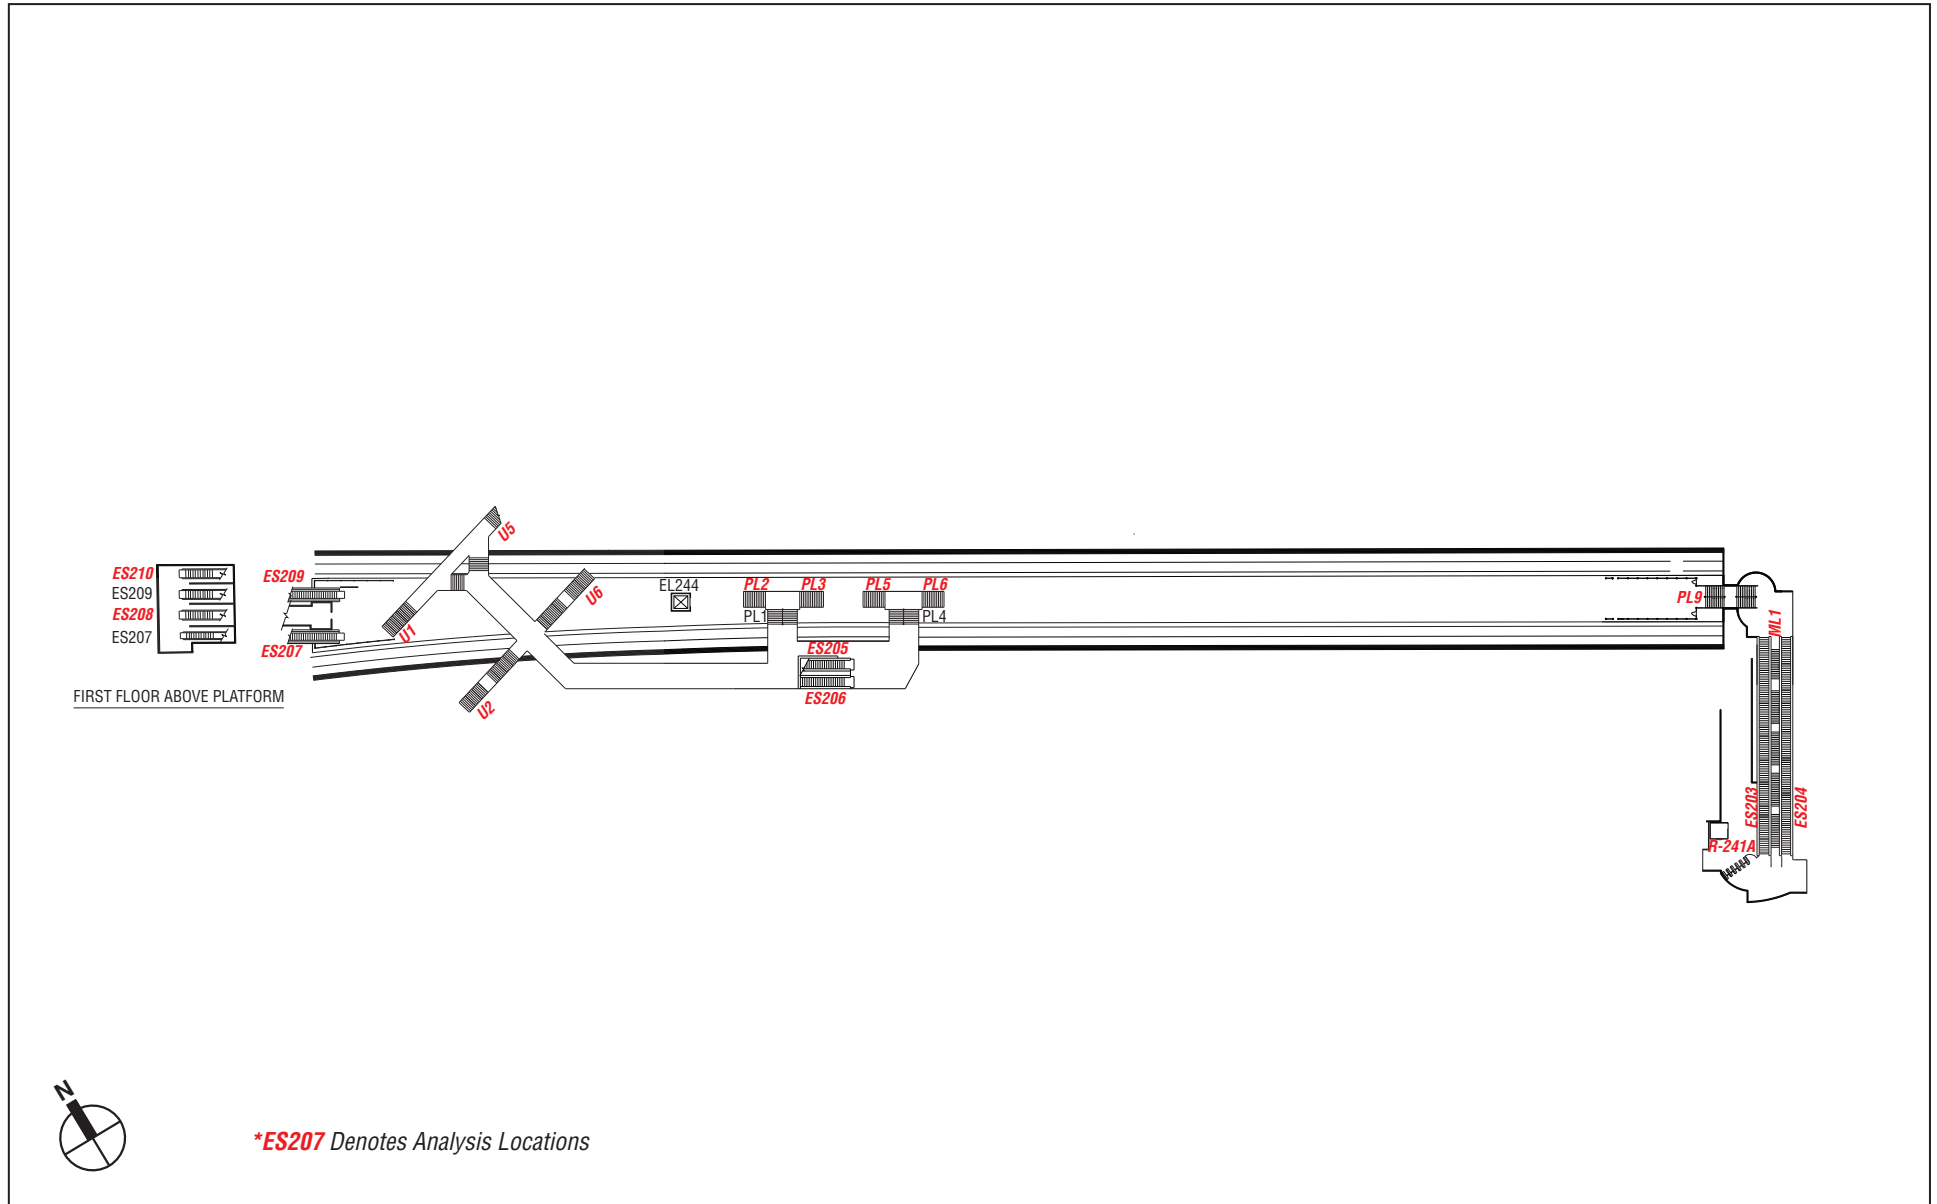 U5
ES210
ES209
ES208
ES207
ES209
ES207
U1
U6
U2
EL244
PL2
PL3
PL5
PL6
PL1
PL4
ES205
ES206
PL9
ML1
ES203
ES204
R-241A
FIRST FLOOR ABOVE PLATFORM
N
*ES207 Denotes Analysis Locations